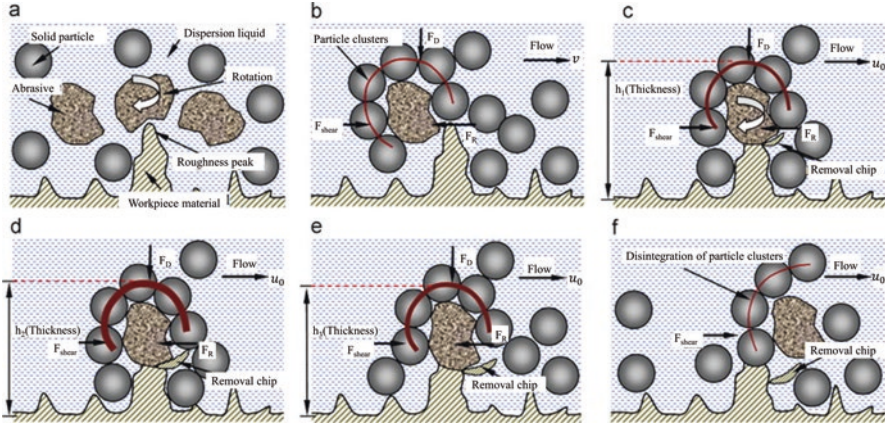 a
Solid particle
Dispersion liquid
Abrasive
Rotation
Roughness peak
Workpiece material
b
Particle clusters
F_D
Flow
v
F_shear
F_R
c
F_D
Flow
u_0
h_1(Thickness)
F_shear
F_R
Removal chip
d
F_D
Flow
u_0
h_2(Thickness)
F_shear
F_R
Removal chip
e
F_D
Flow
u_0
h_3(Thickness)
F_shear
F_R
Removal chip
f
Disintegration of particle clusters
Flow
u_0
F_shear
Removal chip